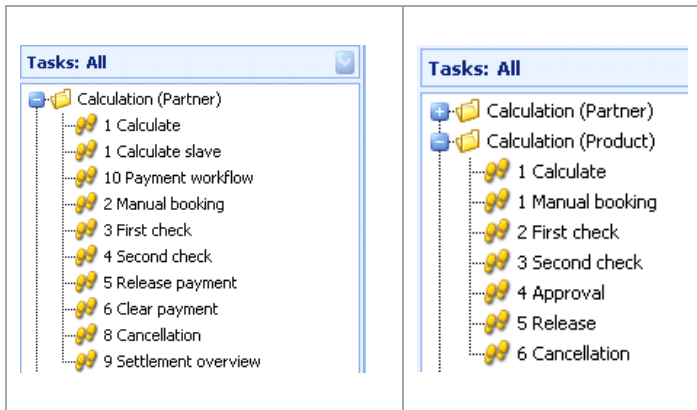 Tasks: All
Calculation (Partner)
1 Calculate
1 Calculate slave
10 Payment workflow
2 Manual booking
3 First check
4 Second check
5 Release payment
6 Clear payment
8 Cancellation
9 Settlement overview
Tasks: All
Calculation (Partner)
Calculation (Product)
1 Calculate
1 Manual booking
2 First check
3 Second check
4 Approval
5 Release
6 Cancellation